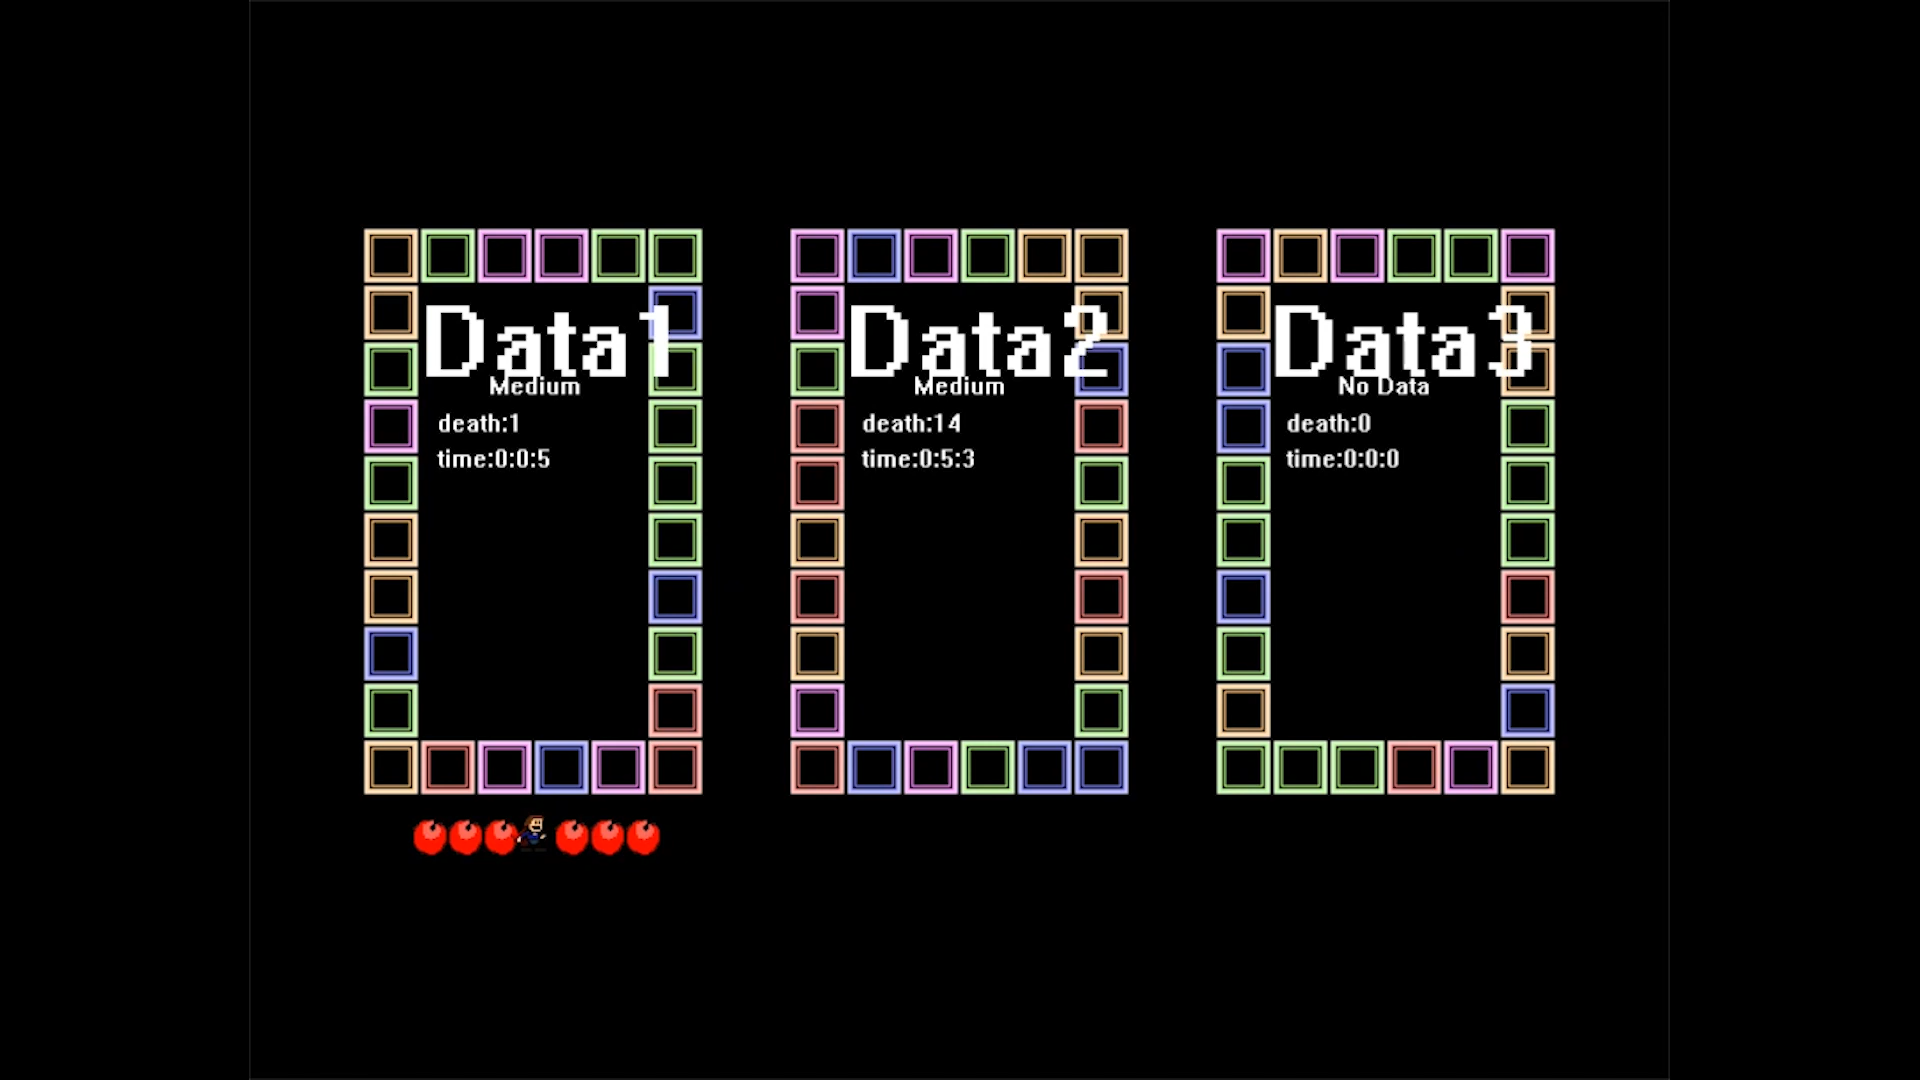 Data1
Medium
death:1
time:0:0:5
Data2
Medium
death:14
time:0:5:3
Data3
No Data
death:0
time:0:0:0